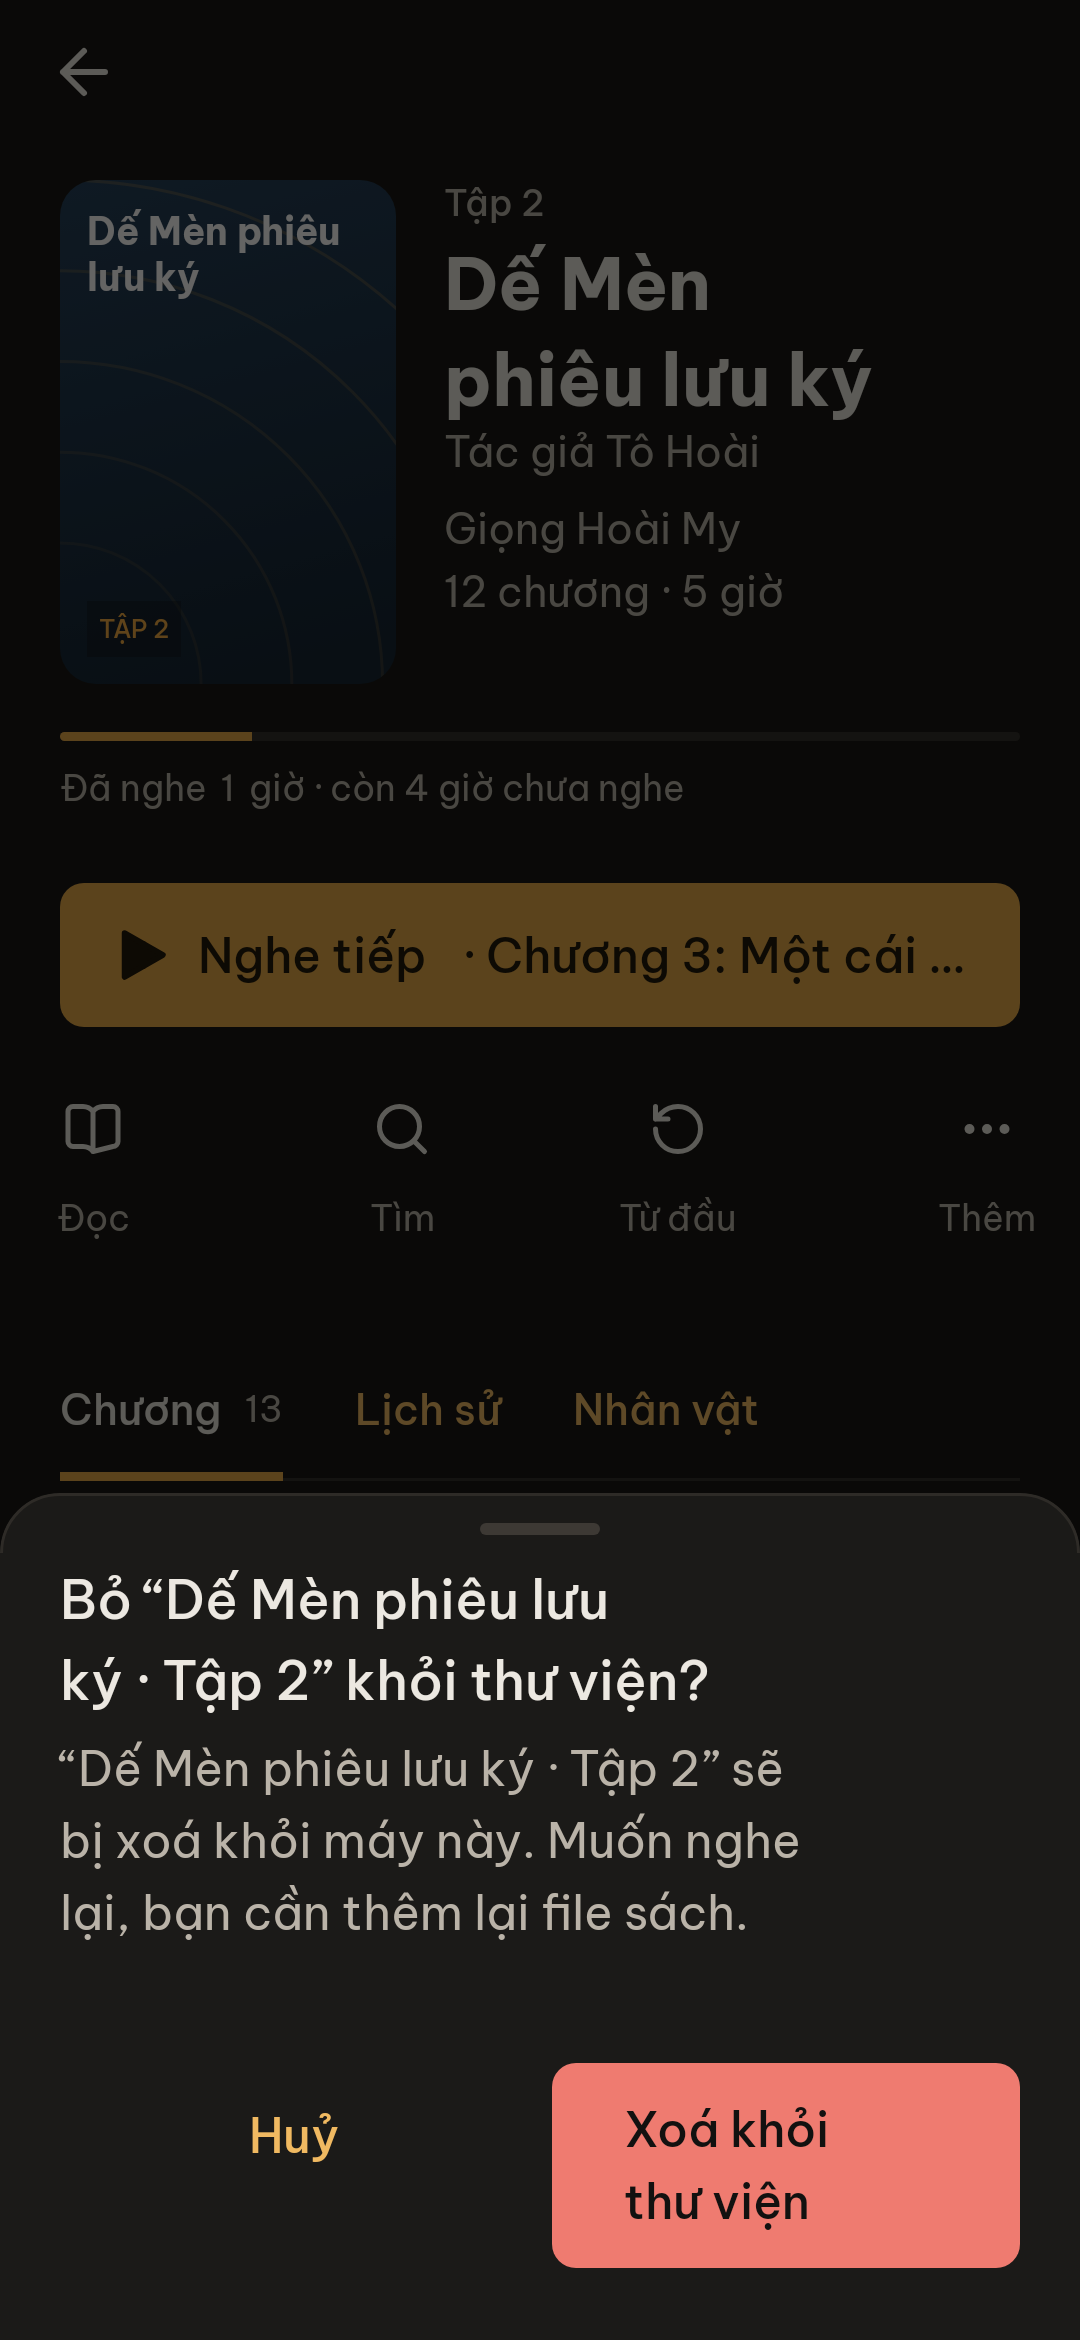 Dế Mèn phiêu
lưu ký
TẬP 2
Tập 2
Dế Mèn
phiêu lưu ký
Tác giả Tô Hoài
Giọng Hoài My
12 chương · 5 giờ
Đã nghe 1 giờ · còn 4 giờ chưa nghe
Nghe tiếp · Chương 3: Một cái ...
Đọc Tìm Từ đầu Thêm
Chương 13 Lịch sử Nhân vật
Bỏ “Dế Mèn phiêu lưu
ký · Tập 2” khỏi thư viện?
“Dế Mèn phiêu lưu ký · Tập 2” sẽ
bị xoá khỏi máy này. Muốn nghe
lại, bạn cần thêm lại file sách.
Huỷ
Xoá khỏi
thư viện